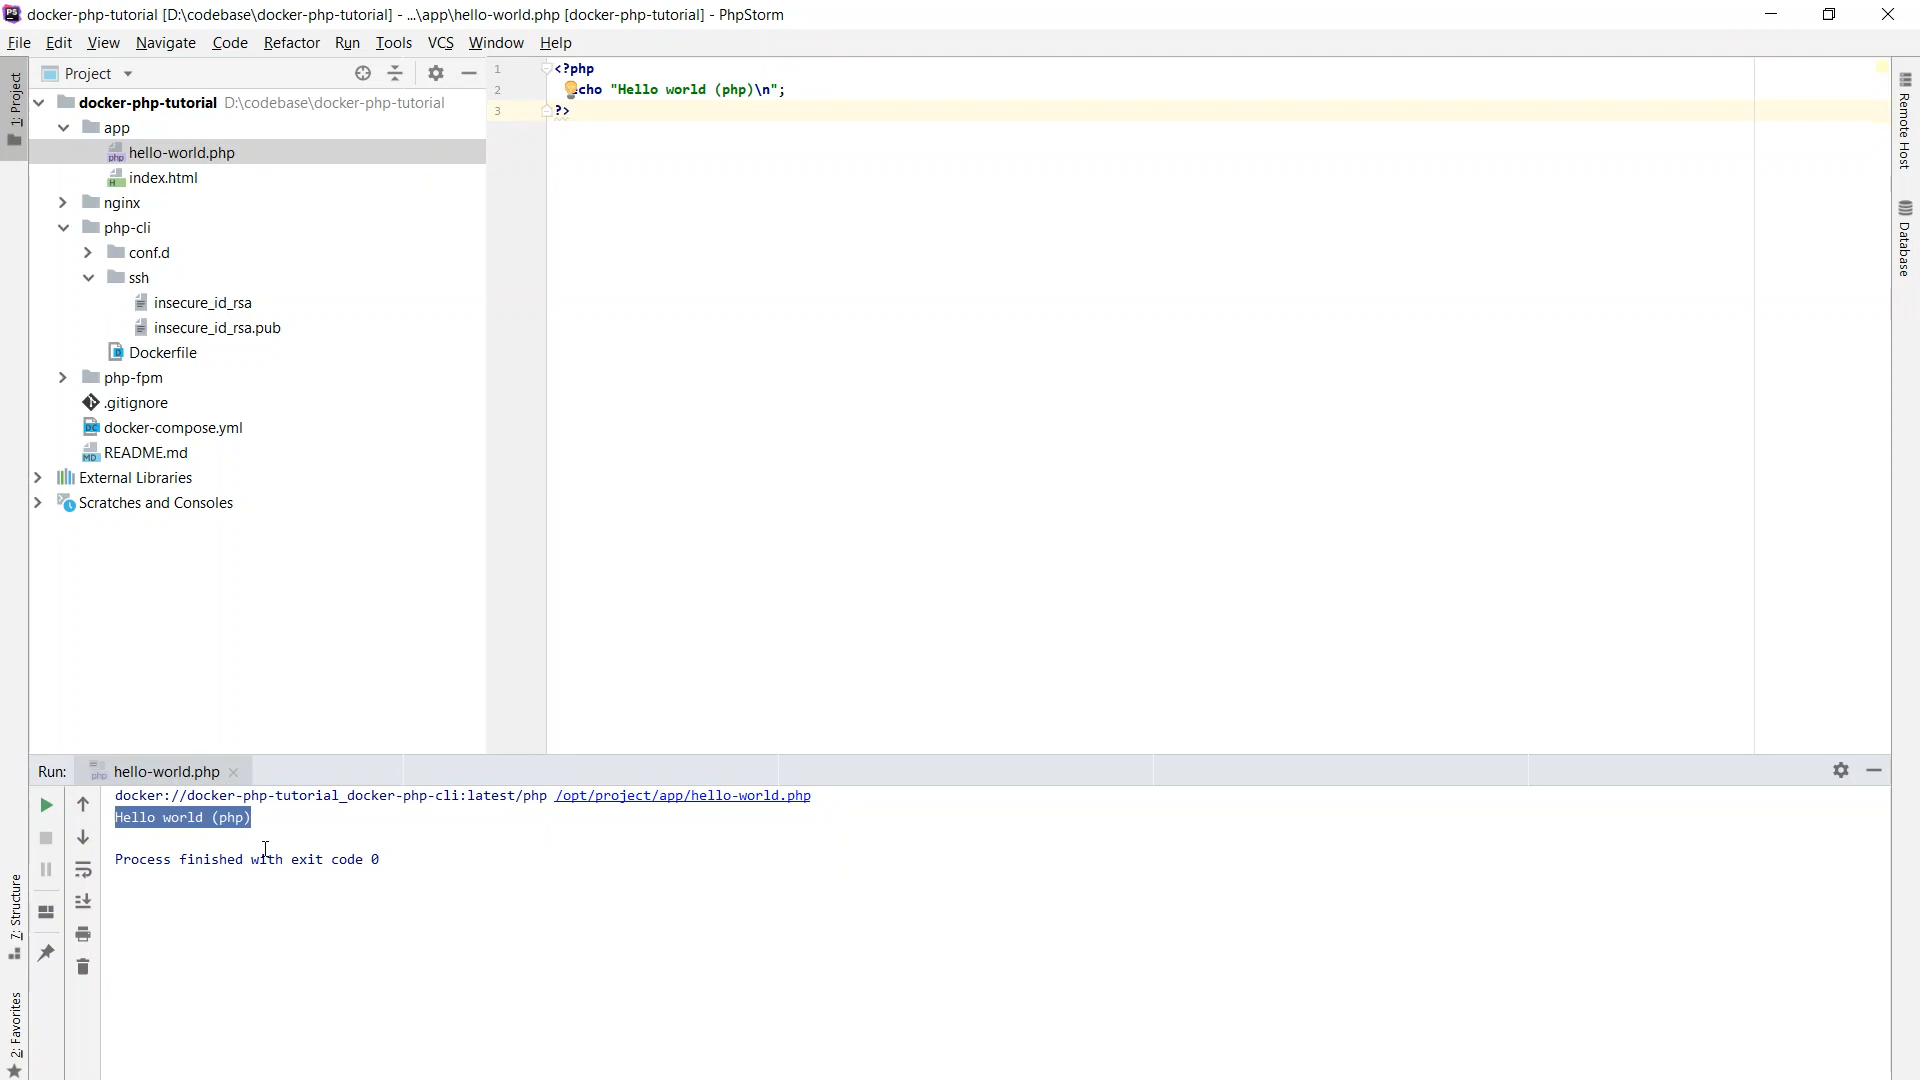 docker-php-tutorial [D:\codebase\docker-php-tutorial] - ...\app\hello-world.php [docker-php-tutorial] - PhpStorm
File Edit View Navigate Code Refactor Run Tools VCS Window Help
1: Project
Project
docker-php-tutorial D:\codebase\docker-php-tutorial
app
php hello-world.php
H index.html
nginx
php-cli
conf.d
ssh
insecure_id_rsa
insecure_id_rsa.pub
D Dockerfile
php-fpm
.gitignore
DC docker-compose.yml
MD README.md
External Libraries
Scratches and Consoles
1 <?php
2 echo "Hello world (php)\n";
3 ?>
Remote Host
Database
Run: php hello-world.php
docker://docker-php-tutorial_docker-php-cli:latest/php /opt/project/app/hello-world.php
Hello world (php)
Process finished with exit code 0
7: Structure
2: Favorites